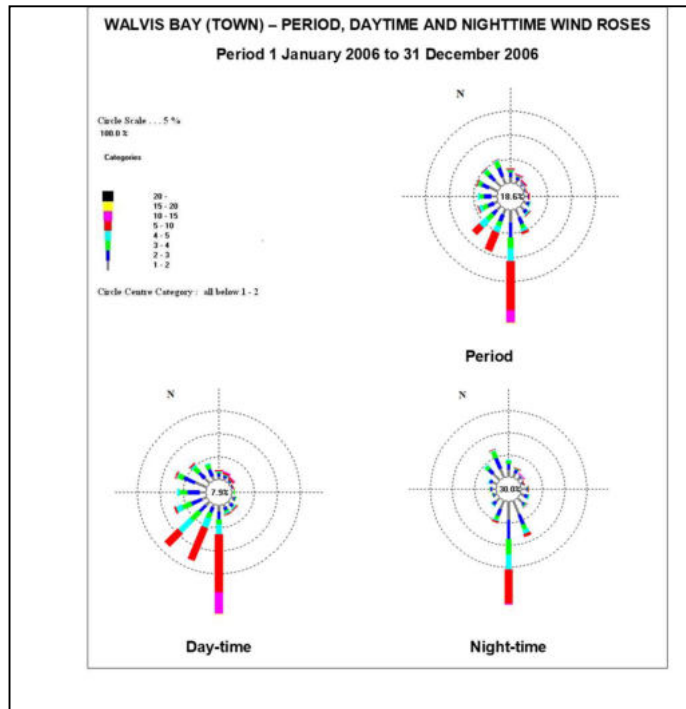 WALVIS BAY (TOWN) – PERIOD, DAYTIME AND NIGHTTIME WIND ROSES
Period 1 January 2006 to 31 December 2006
N
Circle Scale . . . 5 %
100.0 %
Categories
20 -
15 - 20
10 - 15
5 - 10
4 - 5
3 - 4
2 - 3
1 - 2
Circle Centre Category : all below 1 - 2
18.6%
Period
N
7.9%
Day-time
N
30.0%
Night-time